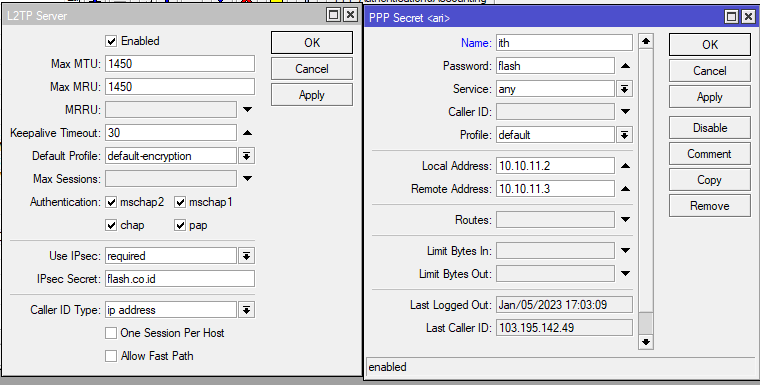 L2TP Server
Enabled
Max MTU: 1450
Max MRU: 1450
MRRU:
Keepalive Timeout: 30
Default Profile: default-encryption
Max Sessions:
Authentication: mschap2 mschap1
chap pap
Use IPsec: required
IPsec Secret: flash.co.id
Caller ID Type: ip address
One Session Per Host
Allow Fast Path
OK
Cancel
Apply
PPP Secret <ari>
Name: ith
Password: flash
Service: any
Caller ID:
Profile: default
Local Address: 10.10.11.2
Remote Address: 10.10.11.3
Routes:
Limit Bytes In:
Limit Bytes Out:
Last Logged Out: Jan/05/2023 17:03:09
Last Caller ID: 103.195.142.49
enabled
OK
Cancel
Apply
Disable
Comment
Copy
Remove